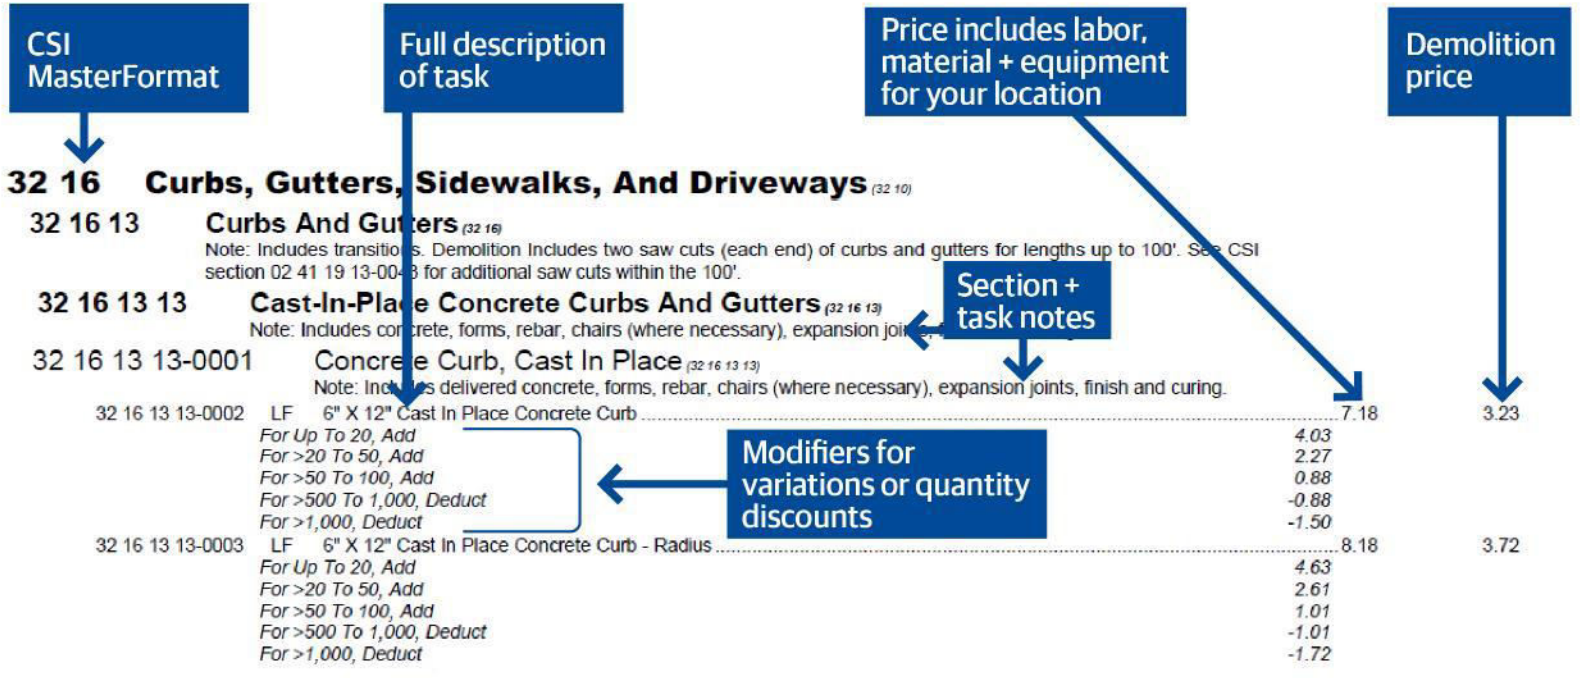 CSI
MasterFormat
Full description
of task
Price includes labor,
material + equipment
for your location
Demolition
price
32 16 Curbs, Gutters, Sidewalks, And Driveways (32 10)
32 16 13 Curbs And Gutters (32 16)
Note: Includes transitions. Demolition Includes two saw cuts (each end) of curbs and gutters for lengths up to 100'. See CSI
section 02 41 19 13-0043 for additional saw cuts within the 100'.
Section +
task notes
32 16 13 13 Cast-In-Place Concrete Curbs And Gutters (32 16 13)
Note: Includes concrete, forms, rebar, chairs (where necessary), expansion joints,
32 16 13 13-0001 Concrete Curb, Cast In Place (32 16 13 13)
Note: Includes delivered concrete, forms, rebar, chairs (where necessary), expansion joints, finish and curing.
32 16 13 13-0002 LF 6" X 12" Cast In Place Concrete Curb 7.18 3.23
For Up To 20, Add 4.03
For >20 To 50, Add 2.27
For >50 To 100, Add 0.88
For >500 To 1,000, Deduct -0.88
For >1,000, Deduct -1.50
Modifiers for
variations or quantity
discounts
32 16 13 13-0003 LF 6" X 12" Cast In Place Concrete Curb - Radius 8.18 3.72
For Up To 20, Add 4.63
For >20 To 50, Add 2.61
For >50 To 100, Add 1.01
For >500 To 1,000, Deduct -1.01
For >1,000, Deduct -1.72